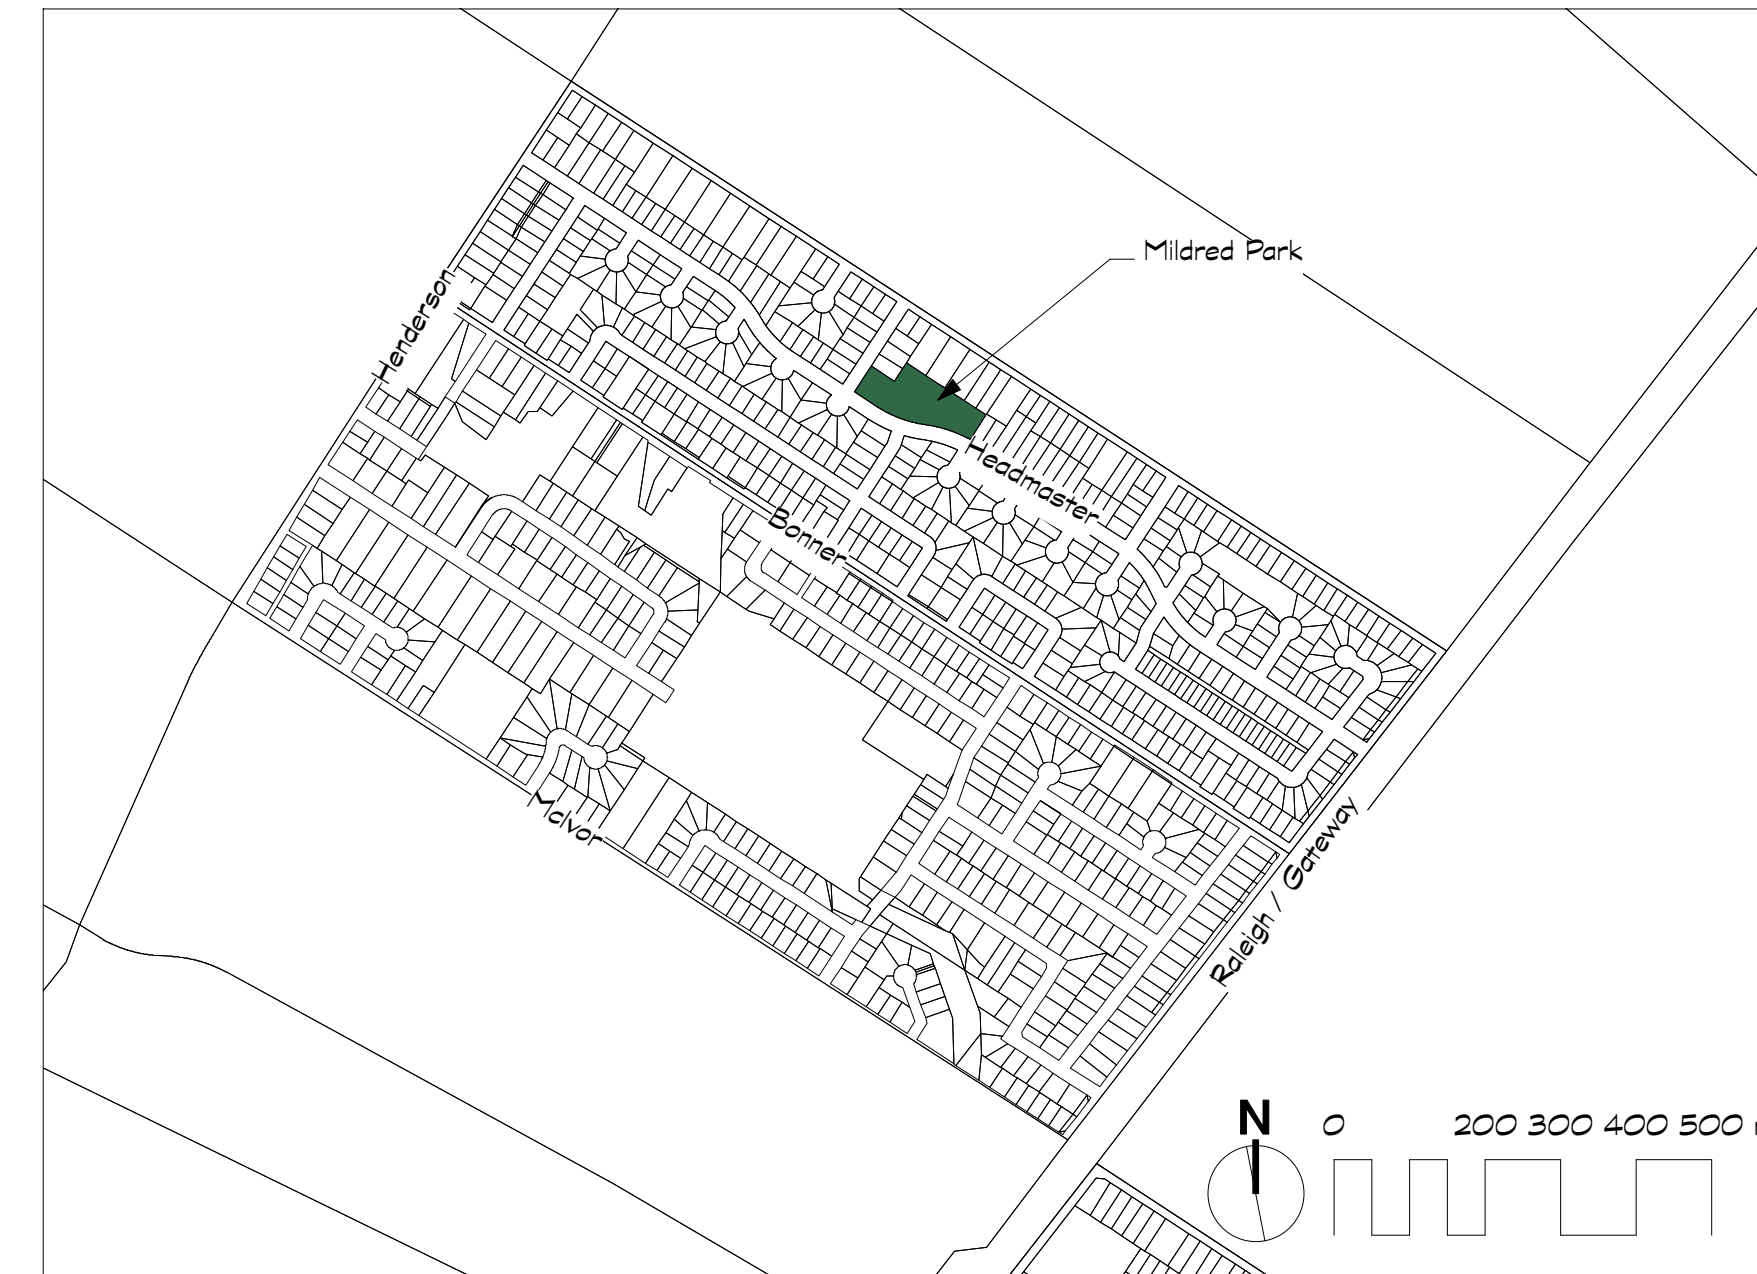 Mildred Park
Henderson
Headmaster
Bonner
McIvor
Raleigh / Gateway
N
0 200 300 400 500 m